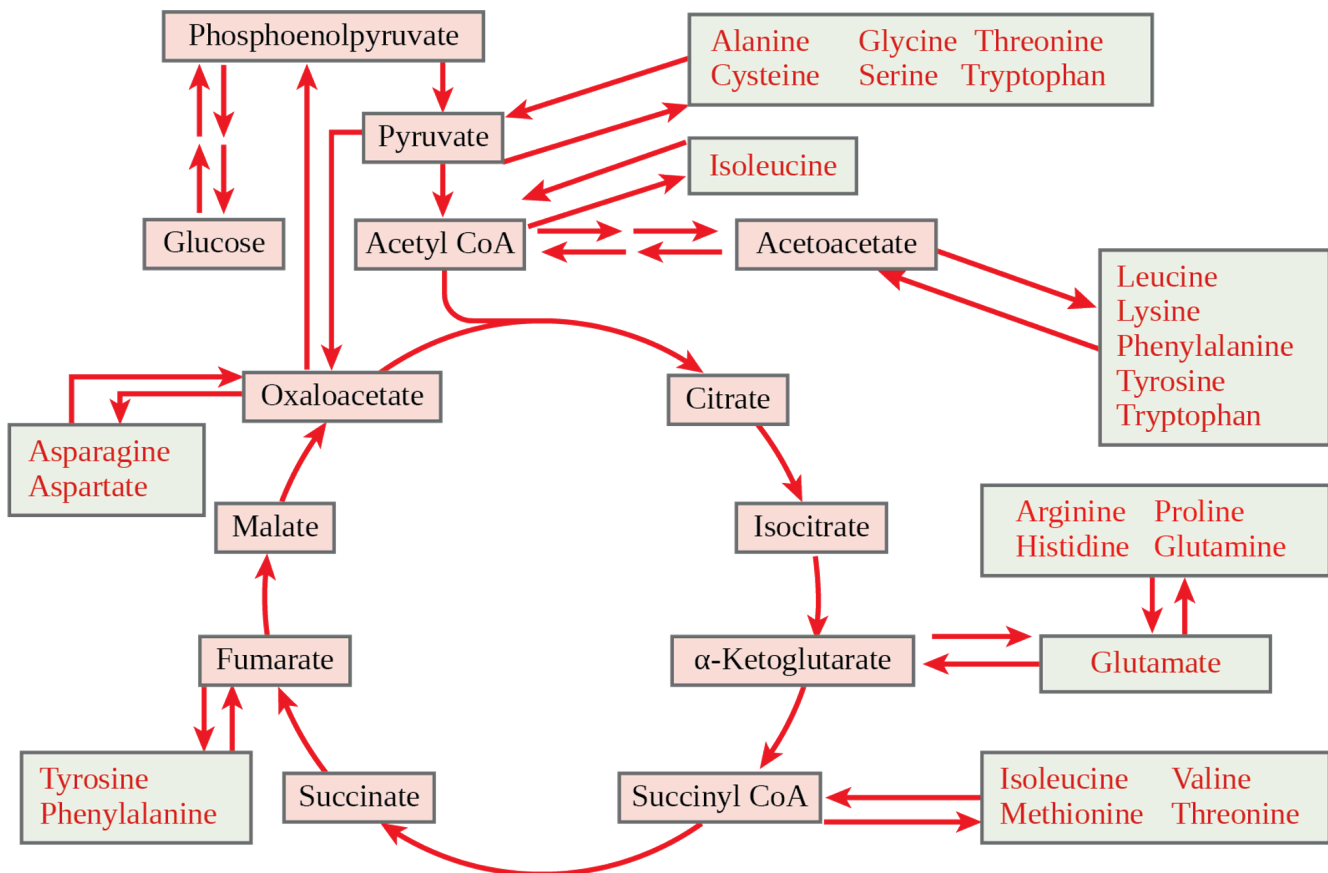 Phosphoenolpyruvate
Alanine Glycine Threonine
Cysteine Serine Tryptophan
Pyruvate
Isoleucine
Glucose
Acetyl CoA
Acetoacetate
Leucine
Lysine
Phenylalanine
Tyrosine
Tryptophan
Oxaloacetate
Citrate
Asparagine
Aspartate
Malate
Isocitrate
Arginine Proline
Histidine Glutamine
Fumarate
α-Ketoglutarate
Glutamate
Tyrosine
Phenylalanine
Succinate
Succinyl CoA
Isoleucine Valine
Methionine Threonine